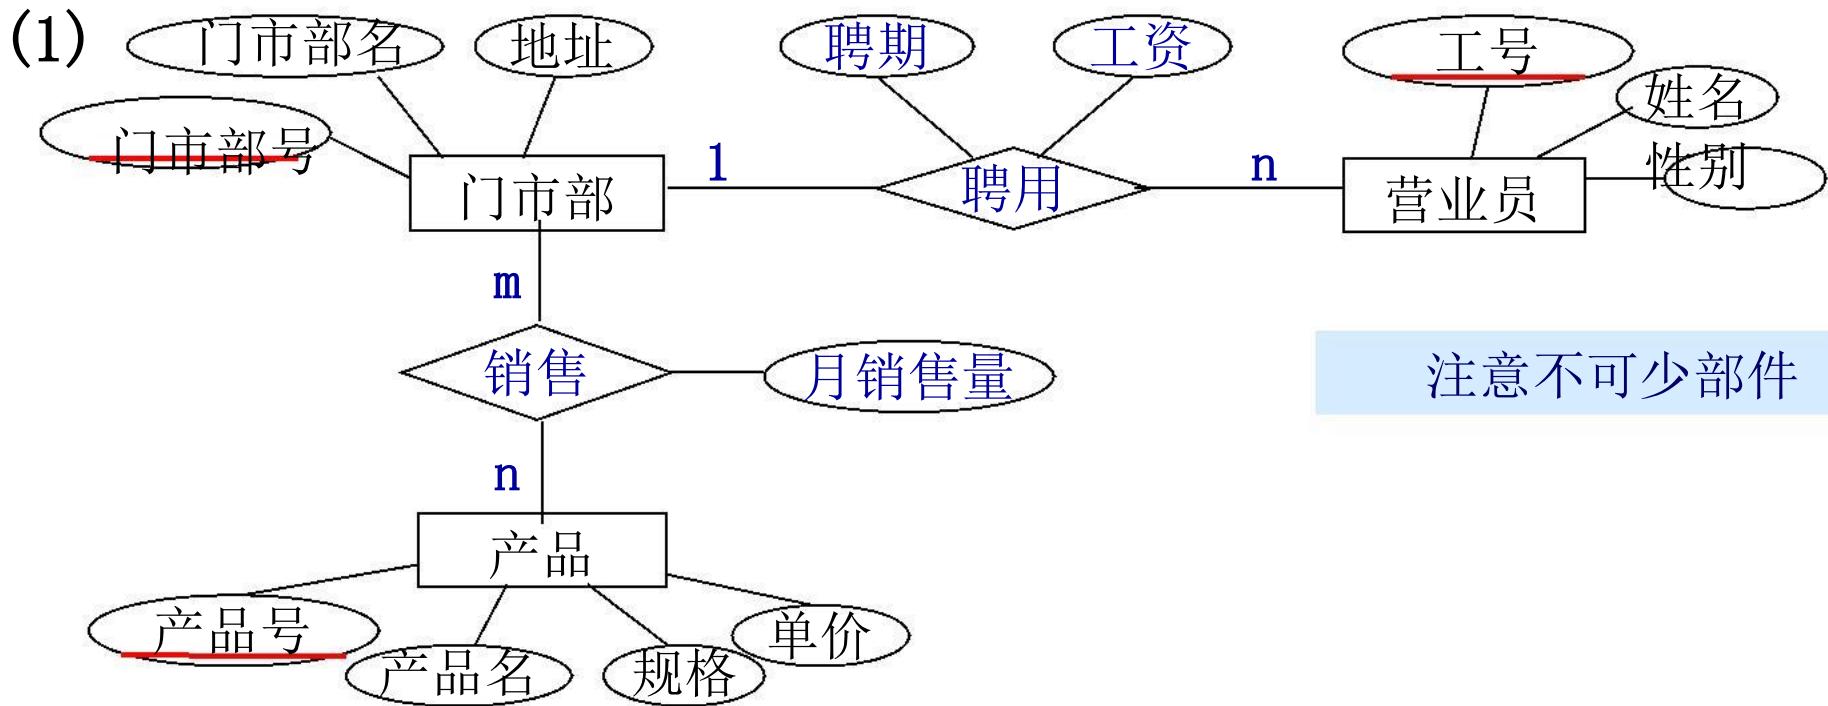 (1)
门市部名
地址
聘期
工资
工号
姓名
门市部号
性别
门市部
1
聘用
n
营业员
m
销售
月销售量
注意不可少部件
n
产品
产品号
产品名
规格
单价